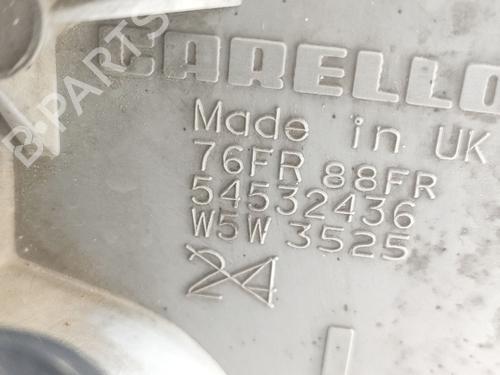 CARELLO
Made in UK
76FR 88FR
54532436
W5W 3525
24
B-PARTS